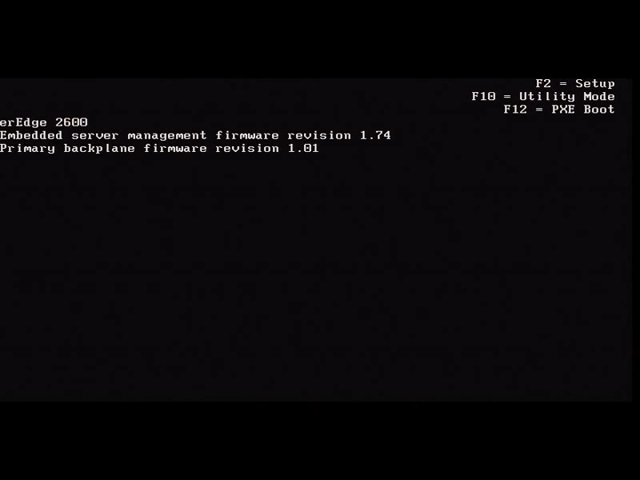 F2 = Setup
F10 = Utility Mode
F12 = PXE Boot
erEdge 2600
Embedded server management firmware revision 1.74
Primary backplane firmware revision 1.01